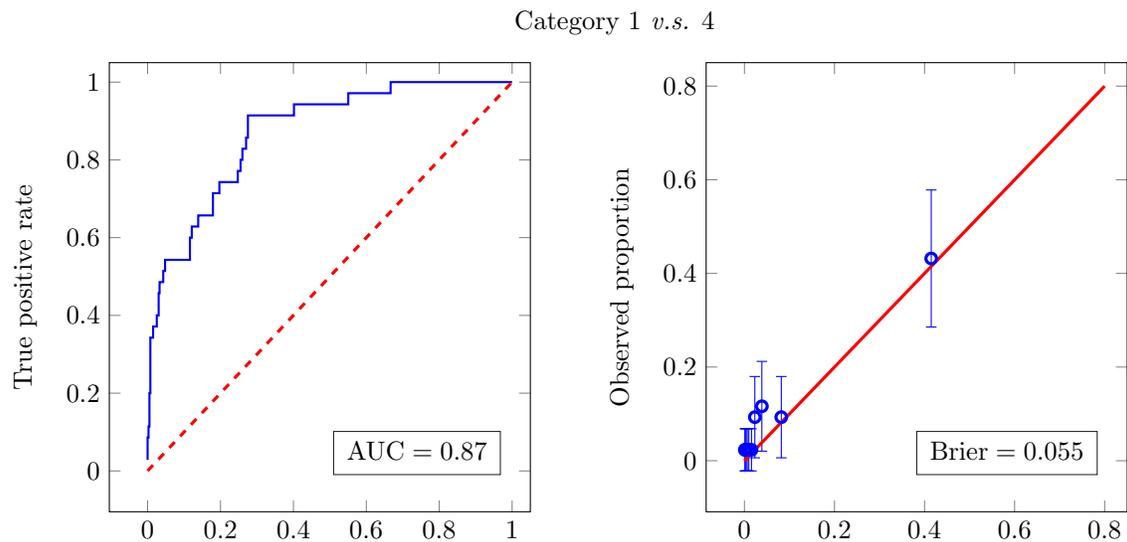 Category 1 v.s. 4
True positive rate
1
0.8
0.6
0.4
0.2
0
AUC = 0.87
0 0.2 0.4 0.6 0.8 1
Observed proportion
0.8
0.6
0.4
0.2
0
Brier = 0.055
0 0.2 0.4 0.6 0.8